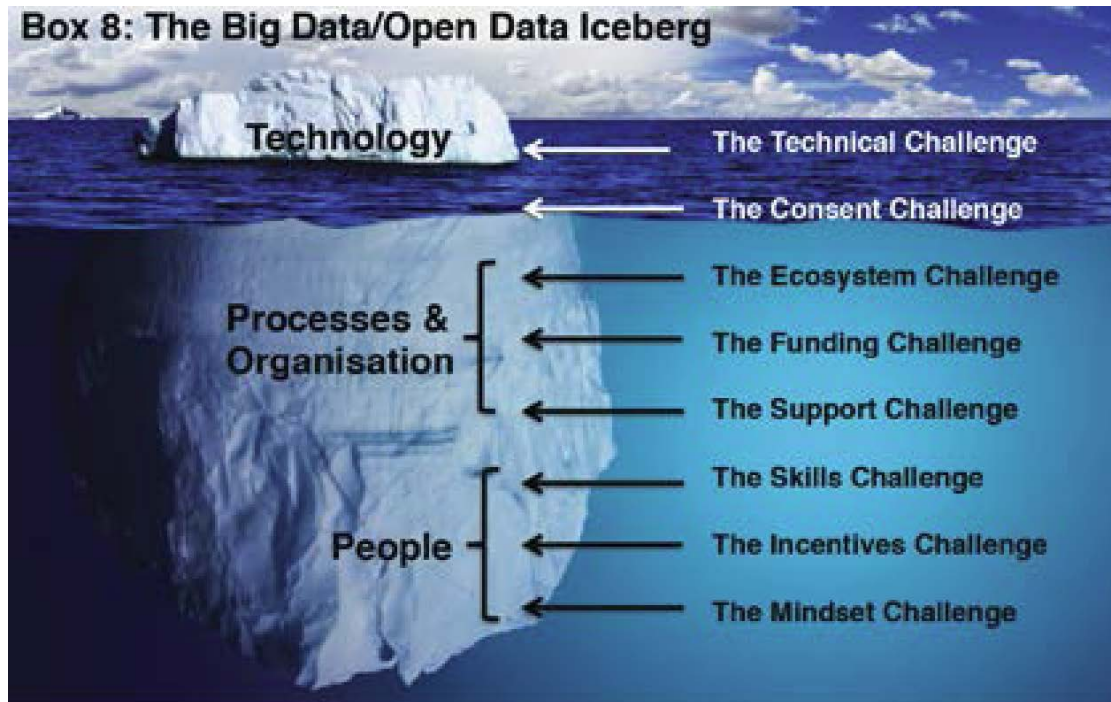 Box 8: The Big Data/Open Data Iceberg
Technology
The Technical Challenge
The Consent Challenge
Processes &
Organisation
The Ecosystem Challenge
The Funding Challenge
The Support Challenge
People
The Skills Challenge
The Incentives Challenge
The Mindset Challenge